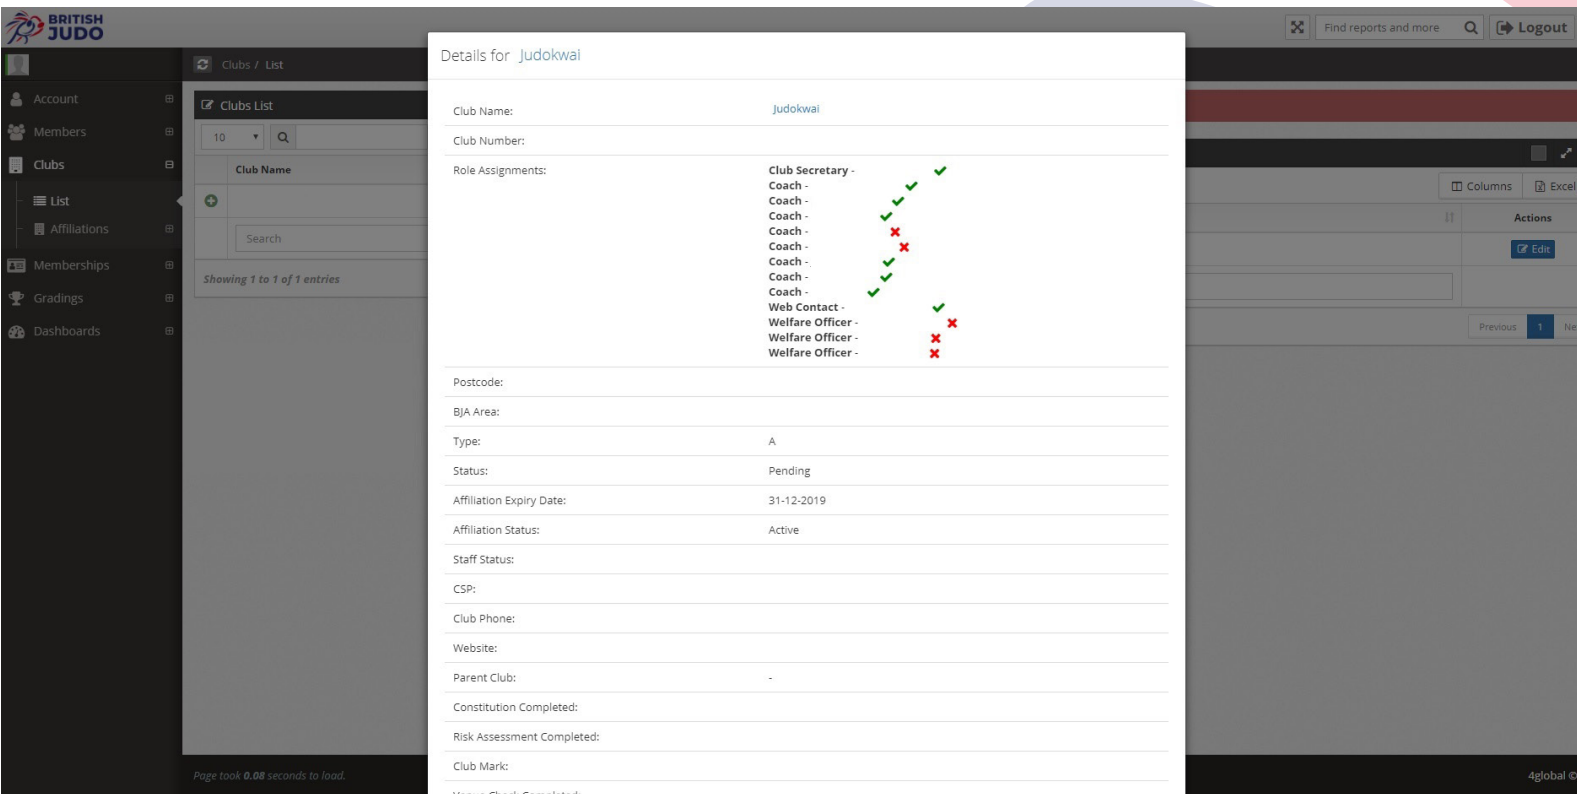 BRITISH
JUDO
Find reports and more
Logout
Clubs / List
Account
Members
Clubs
List
Affiliations
Memberships
Gradings
Dashboards
Clubs List
10
Club Name
Search
Showing 1 to 1 of 1 entries
Columns
Excel
Actions
Edit
Previous 1 Ne
Details for Judokwai
Club Name: Judokwai
Club Number:
Role Assignments: Club Secretary -
Coach -
Coach -
Coach -
Coach -
Coach -
Coach -
Coach -
Coach -
Web Contact -
Welfare Officer -
Welfare Officer -
Welfare Officer -
Postcode:
BJA Area:
Type: A
Status: Pending
Affiliation Expiry Date: 31-12-2019
Affiliation Status: Active
Staff Status:
CSP:
Club Phone:
Website:
Parent Club: -
Constitution Completed:
Risk Assessment Completed:
Club Mark:
Page took 0.08 seconds to load.
4global ©